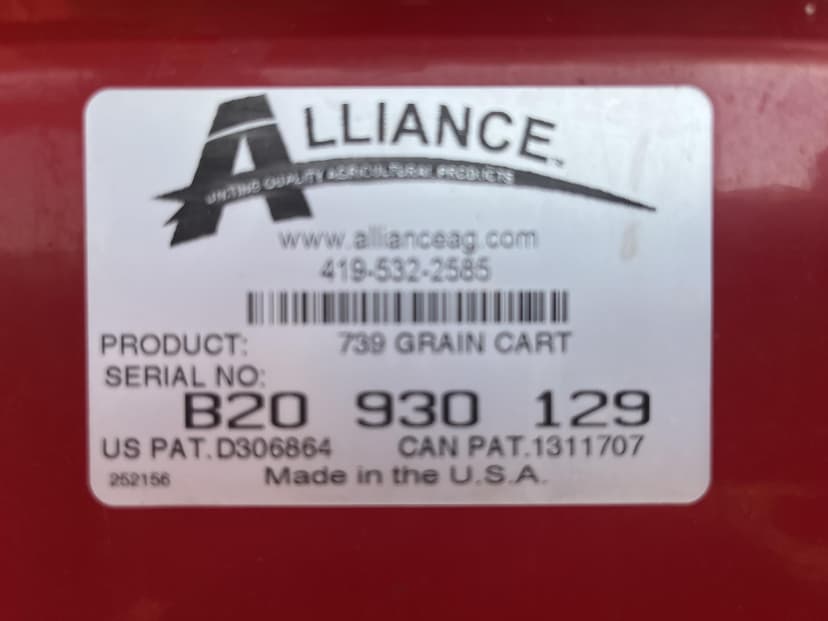 ALLIANCE™
UNITING QUALITY AGRICULTURAL PRODUCTS
www.allianceag.com
419-532-2585
PRODUCT: 739 GRAIN CART
SERIAL NO:
B20 930 129
US PAT.D306864 CAN PAT.1311707
252156 Made in the U.S.A.